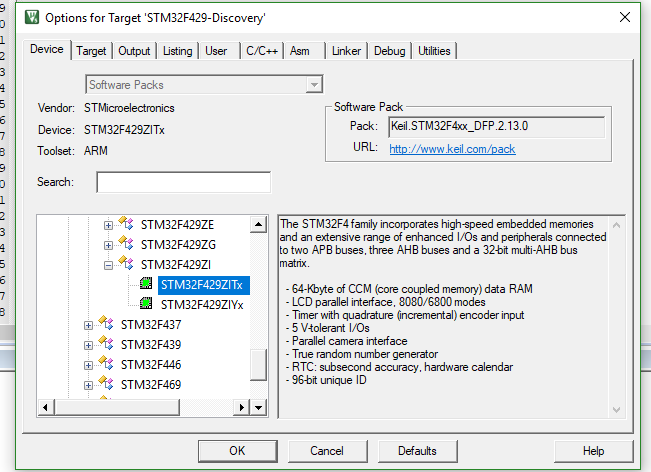 Options for Target 'STM32F429-Discovery'
Device Target Output Listing User C/C++ Asm Linker Debug Utilities
Software Packs
Vendor: STMicroelectronics
Device: STM32F429ZITx
Toolset: ARM
Search:
Software Pack
Pack: Keil.STM32F4xx_DFP.2.13.0
URL: http://www.keil.com/pack
STM32F429ZE
STM32F429ZG
STM32F429ZI
STM32F429ZITx
STM32F429ZIYx
STM32F437
STM32F439
STM32F446
STM32F469
The STM32F4 family incorporates high-speed embedded memories
and an extensive range of enhanced I/Os and peripherals connected
to two APB buses, three AHB buses and a 32-bit multi-AHB bus
matrix.
- 64-Kbyte of CCM (core coupled memory) data RAM
- LCD parallel interface, 8080/6800 modes
- Timer with quadrature (incremental) encoder input
- 5 V-tolerant I/Os
- Parallel camera interface
- True random number generator
- RTC: subsecond accuracy, hardware calendar
- 96-bit unique ID
OK Cancel Defaults Help